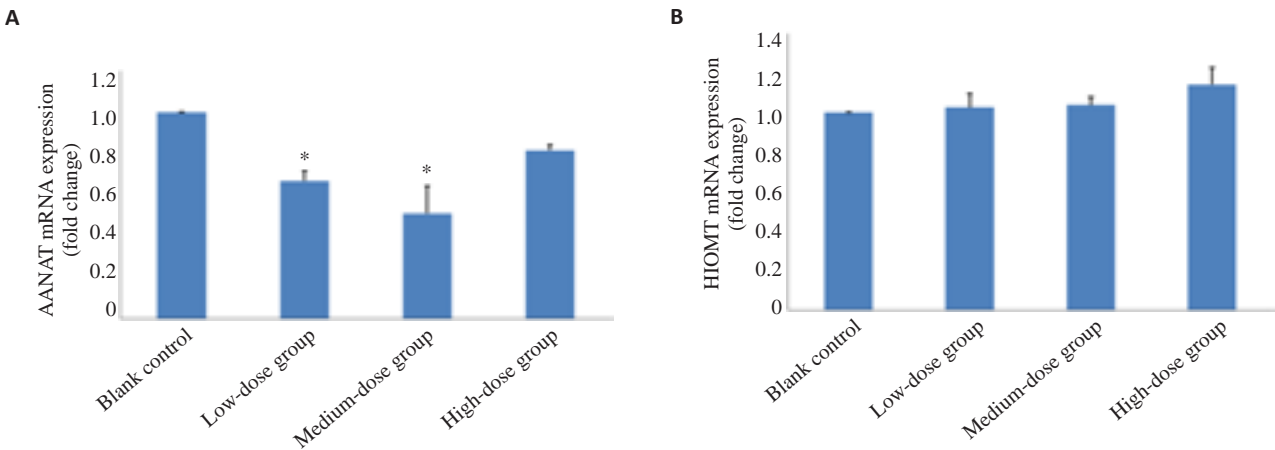 A
AANAT mRNA expression
(fold change)
1.2
1.0
0.8
0.6
0.4
0.2
0
*
*
Blank control
Low-dose group
Medium-dose group
High-dose group
B
HIOMT mRNA expression
(fold change)
1.4
1.2
1.0
0.8
0.6
0.4
0.2
0
Blank control
Low-dose group
Medium-dose group
High-dose group